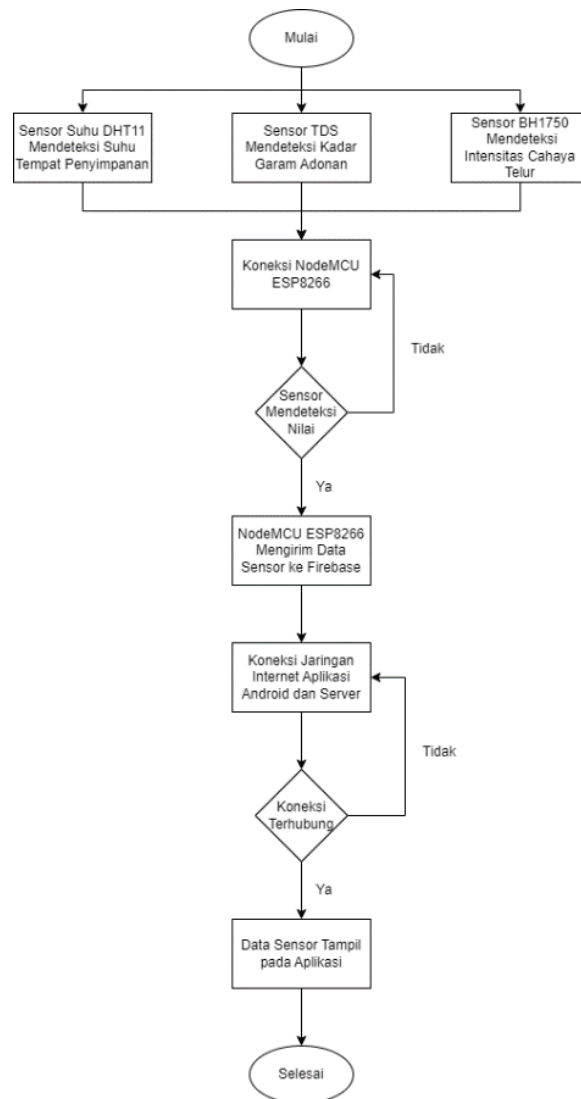 Mulai
Sensor Suhu DHT11
Mendeteksi Suhu
Tempat Penyimpanan
Sensor TDS
Mendeteksi Kadar
Garam Adonan
Sensor BH1750
Mendeteksi
Intensitas Cahaya
Telur
Koneksi NodeMCU
ESP8266
Tidak
Sensor
Mendeteksi
Nilai
Ya
NodeMCU ESP8266
Mengirim Data
Sensor ke Firebase
Koneksi Jaringan
Internet Aplikasi
Android dan Server
Tidak
Koneksi
Terhubung
Ya
Data Sensor Tampil
pada Aplikasi
Selesai